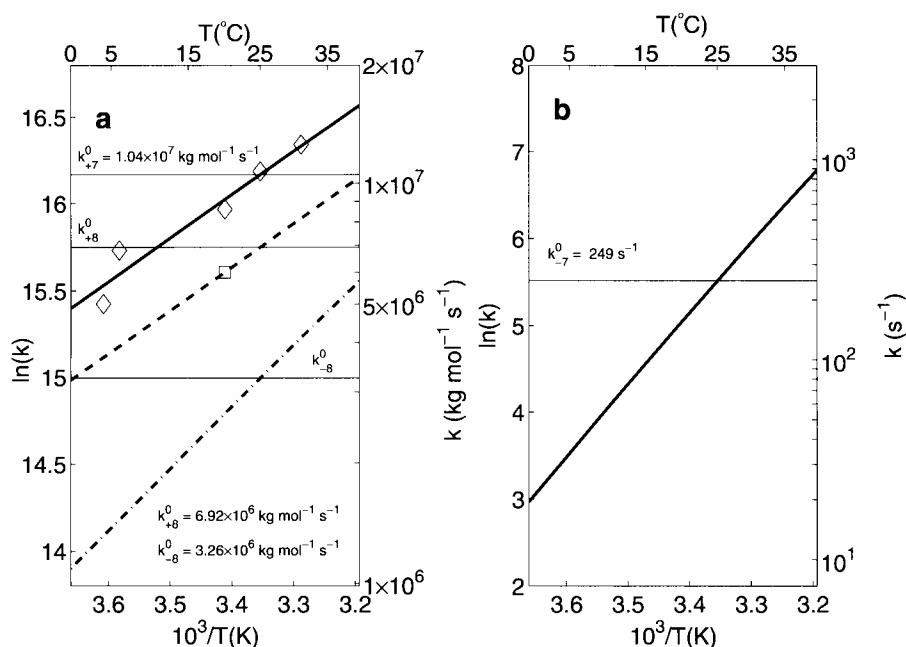 T(°C)
0 5 15 25 35
a
k⁰₊₇ = 1.04×10⁷ kg mol⁻¹ s⁻¹
k⁰₊₈
k⁰₋₈
k⁰₊₈ = 6.92×10⁶ kg mol⁻¹ s⁻¹
k⁰₋₈ = 3.26×10⁶ kg mol⁻¹ s⁻¹
16.5
16
15.5
15
14.5
14
ln(k)
2×10⁷
1×10⁷
5×10⁶
1×10⁶
k (kg mol⁻¹ s⁻¹)
3.6 3.5 3.4 3.3 3.2
10³/T(K)
T(°C)
0 5 15 25 35
b
k⁰₋₇ = 249 s⁻¹
8
7
6
5
4
3
2
ln(k)
10³
10²
10¹
k (s⁻¹)
3.6 3.5 3.4 3.3 3.2
10³/T(K)